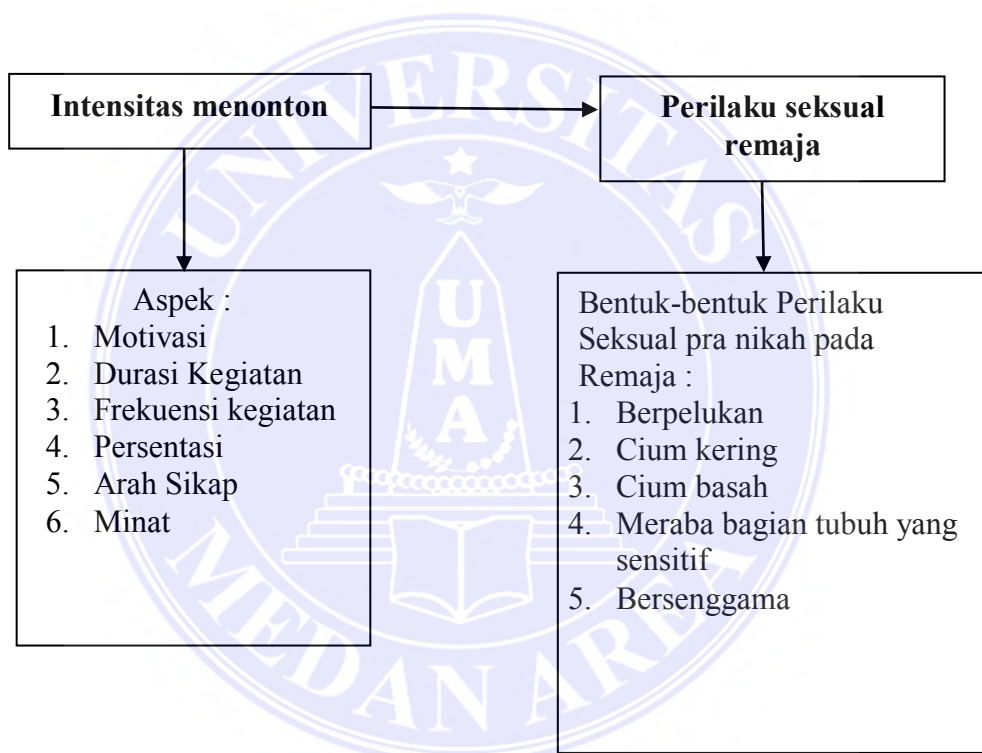 Intensitas menonton
Perilaku seksual
remaja
Aspek :
1. Motivasi
2. Durasi Kegiatan
3. Frekuensi kegiatan
4. Persentasi
5. Arah Sikap
6. Minat
Bentuk-bentuk Perilaku
Seksual pra nikah pada
Remaja :
1. Berpelukan
2. Cium kering
3. Cium basah
4. Meraba bagian tubuh yang
sensitif
5. Bersenggama
UNIVERSITAS
UMA
MEDAN AREA